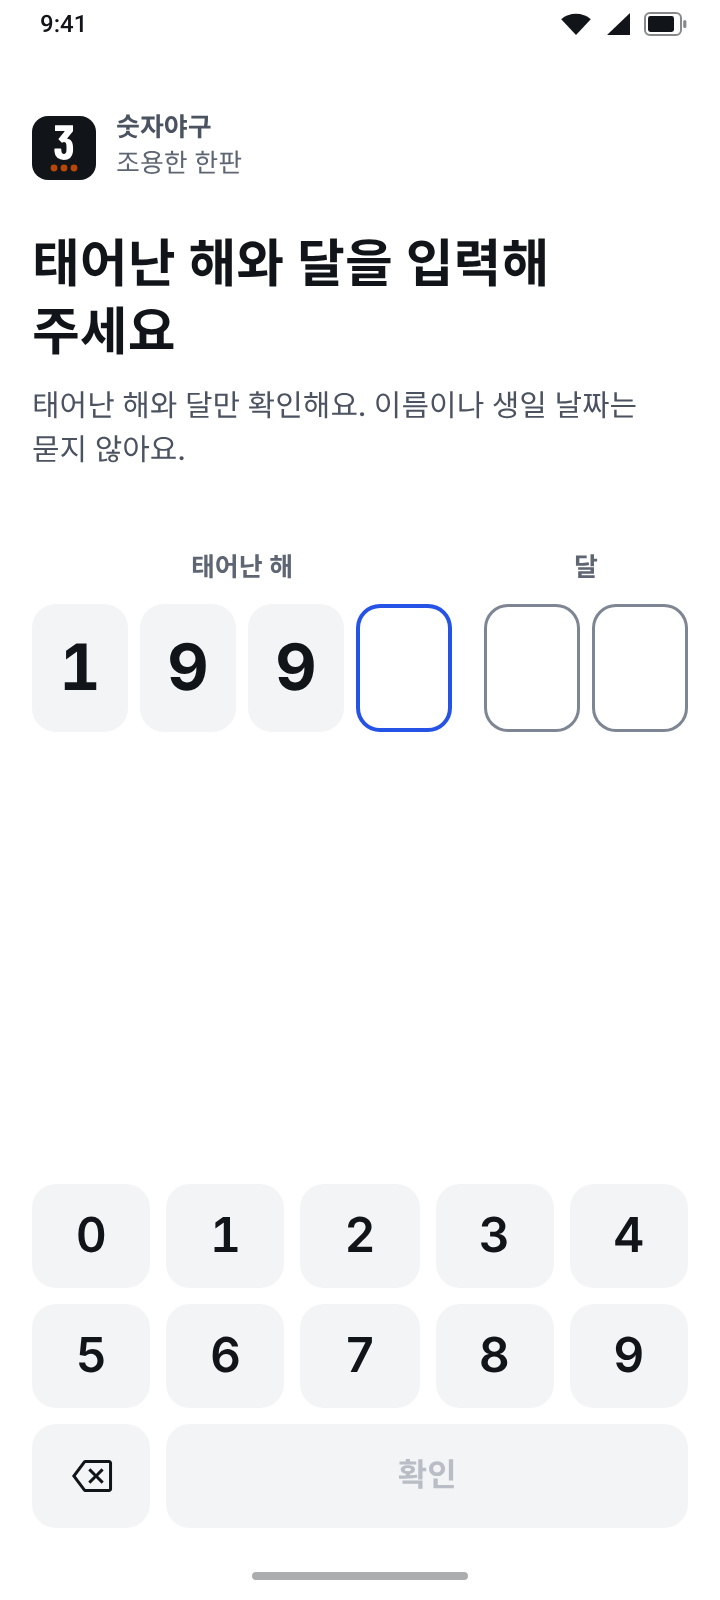 9:41
3
숫자야구
조용한 한판
태어난 해와 달을 입력해
주세요
태어난 해와 달만 확인해요. 이름이나 생일 날짜는
묻지 않아요.
태어난 해 달
1 9 9
0 1 2 3 4
5 6 7 8 9
확인